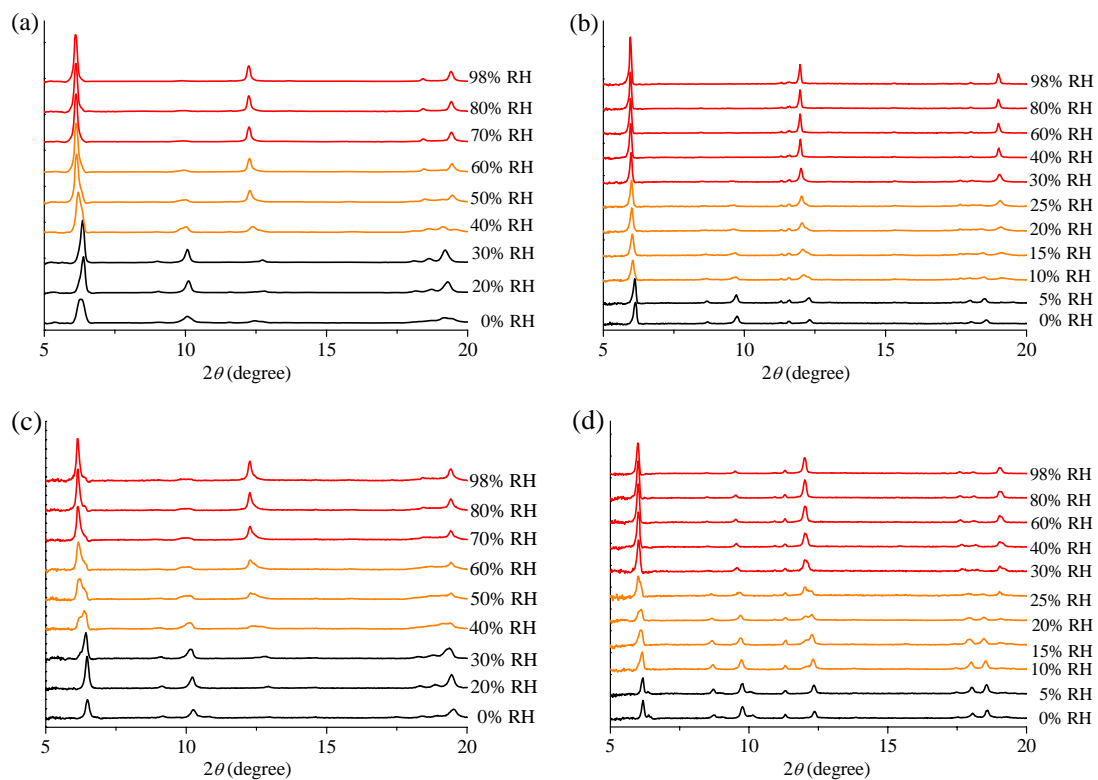 (a)
98% RH
80% RH
70% RH
60% RH
50% RH
40% RH
30% RH
20% RH
0% RH
5 10 15 20
2θ (degree)
(b)
98% RH
80% RH
60% RH
40% RH
30% RH
25% RH
20% RH
15% RH
10% RH
5% RH
0% RH
5 10 15 20
2θ (degree)
(c)
98% RH
80% RH
70% RH
60% RH
50% RH
40% RH
30% RH
20% RH
0% RH
5 10 15 20
2θ (degree)
(d)
98% RH
80% RH
60% RH
40% RH
30% RH
25% RH
20% RH
15% RH
10% RH
5% RH
0% RH
5 10 15 20
2θ (degree)